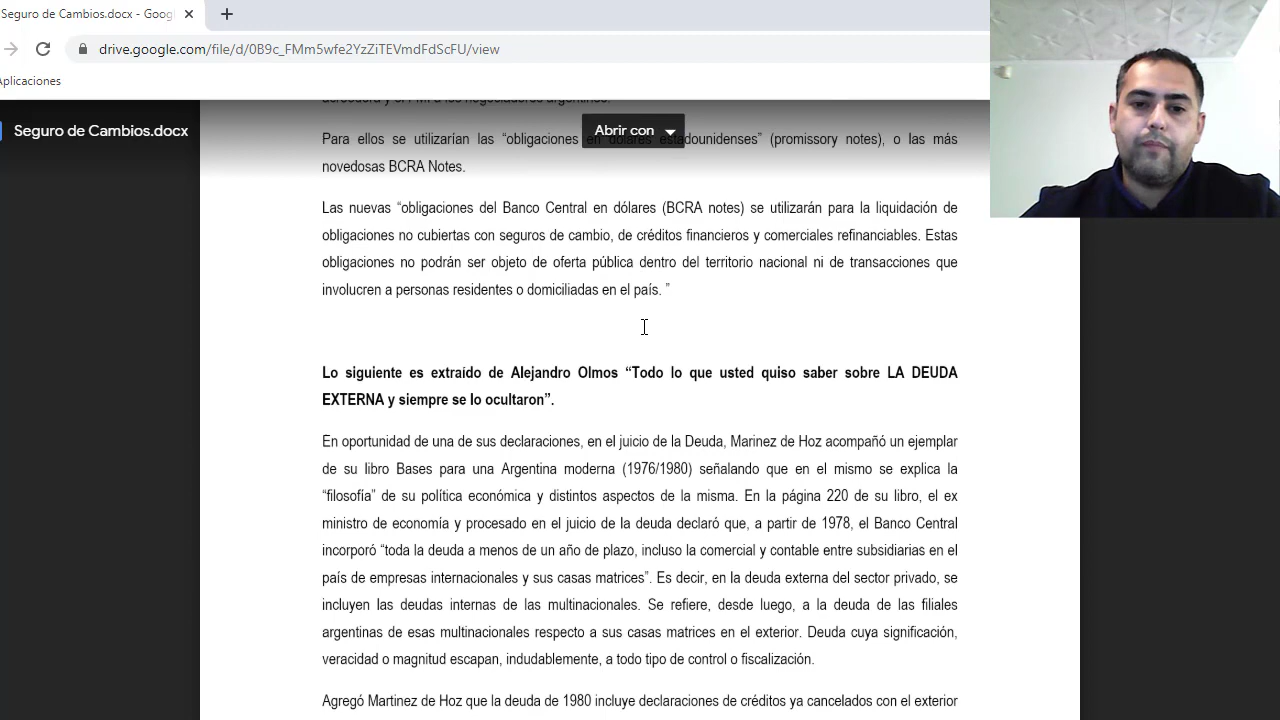 Seguro de Cambios.docx - Goog
drive.google.com/file/d/0B9c_FMm5wfe2YzZiTEVmdFdScFU/view
Aplicaciones
Seguro de Cambios.docx
Abrir con
Para ellos se utilizarían las “obligaciones en dólares estadounidenses” (promissory notes), o las más
novedosas BCRA Notes.
Las nuevas “obligaciones del Banco Central en dólares (BCRA notes) se utilizarán para la liquidación de
obligaciones no cubiertas con seguros de cambio, de créditos financieros y comerciales refinanciables. Estas
obligaciones no podrán ser objeto de oferta pública dentro del territorio nacional ni de transacciones que
involucren a personas residentes o domiciliadas en el país. ”
Lo siguiente es extraído de Alejandro Olmos “Todo lo que usted quiso saber sobre LA DEUDA
EXTERNA y siempre se lo ocultaron”.
En oportunidad de una de sus declaraciones, en el juicio de la Deuda, Marinez de Hoz acompañó un ejemplar
de su libro Bases para una Argentina moderna (1976/1980) señalando que en el mismo se explica la
“filosofía” de su política económica y distintos aspectos de la misma. En la página 220 de su libro, el ex
ministro de economía y procesado en el juicio de la deuda declaró que, a partir de 1978, el Banco Central
incorporó “toda la deuda a menos de un año de plazo, incluso la comercial y contable entre subsidiarias en el
país de empresas internacionales y sus casas matrices”. Es decir, en la deuda externa del sector privado, se
incluyen las deudas internas de las multinacionales. Se refiere, desde luego, a la deuda de las filiales
argentinas de esas multinacionales respecto a sus casas matrices en el exterior. Deuda cuya significación,
veracidad o magnitud escapan, indudablemente, a todo tipo de control o fiscalización.
Agregó Martinez de Hoz que la deuda de 1980 incluye declaraciones de créditos ya cancelados con el exterior